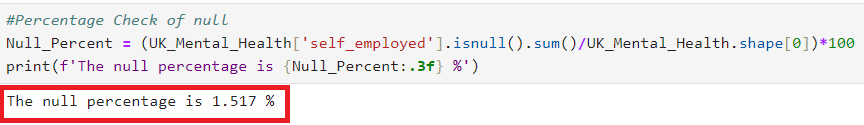 #Percentage Check of null
Null_Percent = (UK_Mental_Health['self_employed'].isnull().sum()/UK_Mental_Health.shape[0])*100
print(f'The null percentage is {Null_Percent:.3f} %')
The null percentage is 1.517 %